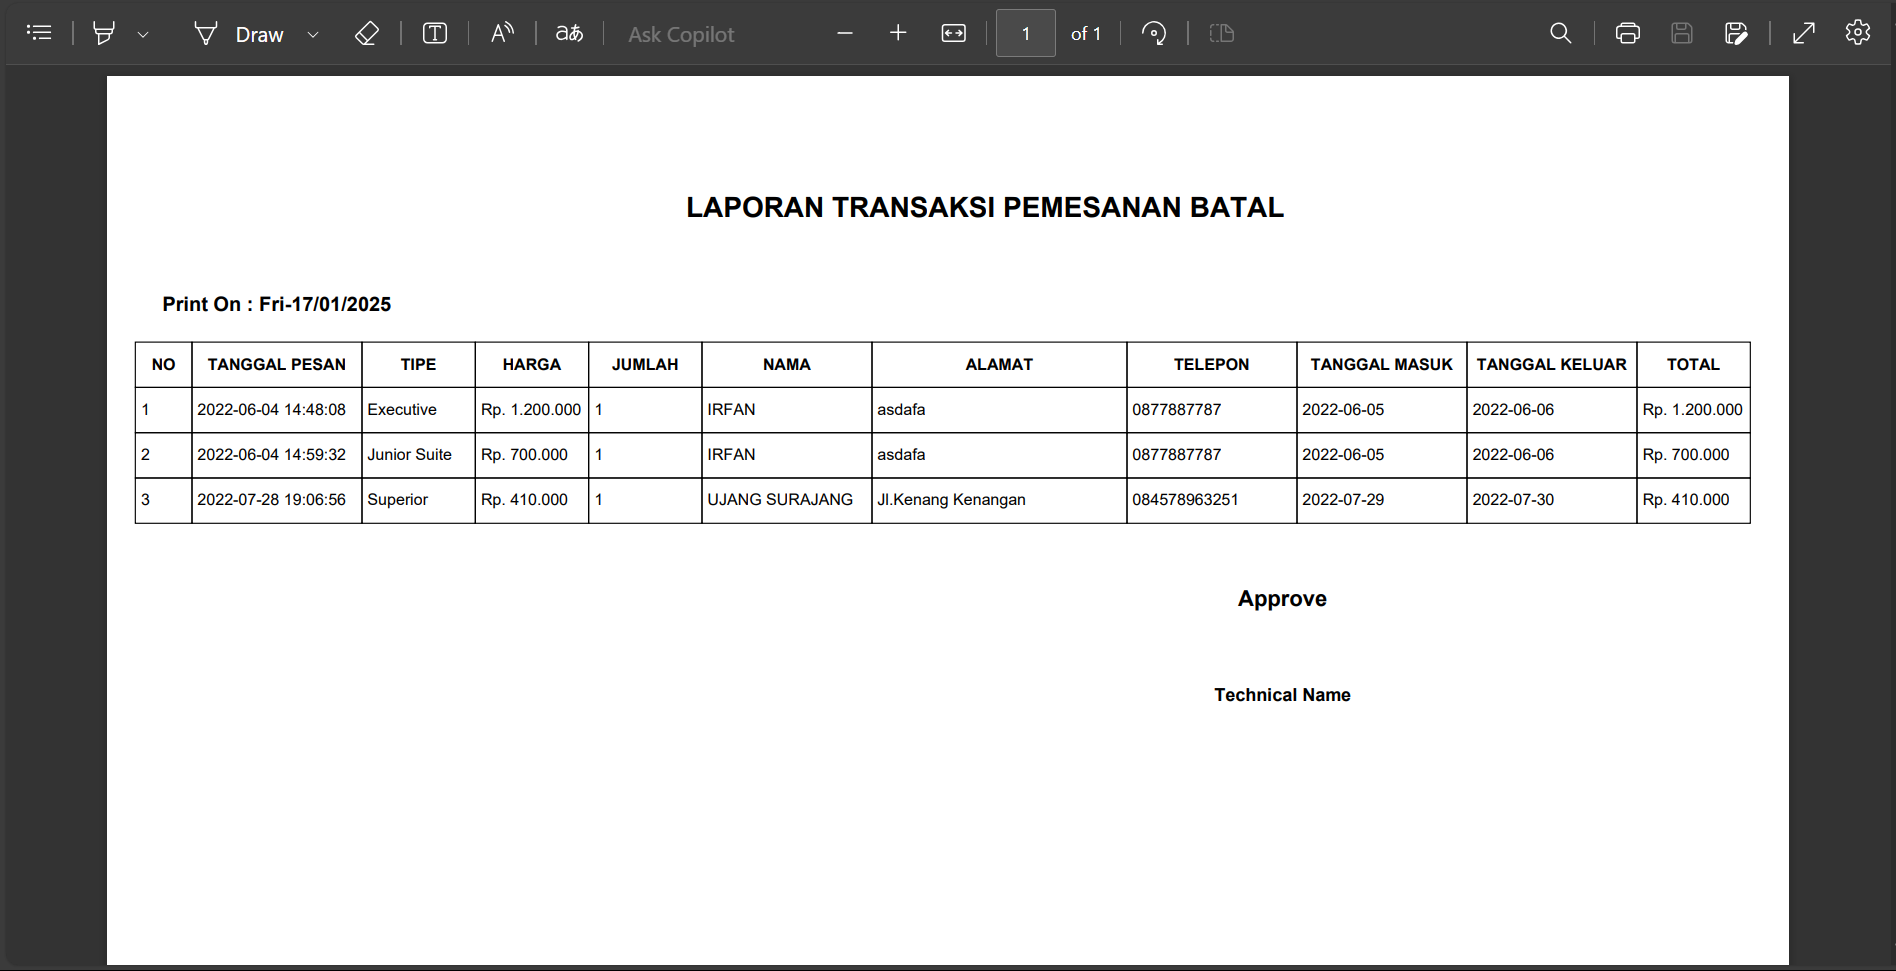 Draw Ask Copilot 1 of 1
LAPORAN TRANSAKSI PEMESANAN BATAL
Print On : Fri-17/01/2025
NO TANGGAL PESAN TIPE HARGA JUMLAH NAMA ALAMAT TELEPON TANGGAL MASUK TANGGAL KELUAR TOTAL
1 2022-06-04 14:48:08 Executive Rp. 1.200.000 1 IRFAN asdafa 0877887787 2022-06-05 2022-06-06 Rp. 1.200.000
2 2022-06-04 14:59:32 Junior Suite Rp. 700.000 1 IRFAN asdafa 0877887787 2022-06-05 2022-06-06 Rp. 700.000
3 2022-07-28 19:06:56 Superior Rp. 410.000 1 UJANG SURAJANG Jl.Kenang Kenangan 084578963251 2022-07-29 2022-07-30 Rp. 410.000
Approve
Technical Name